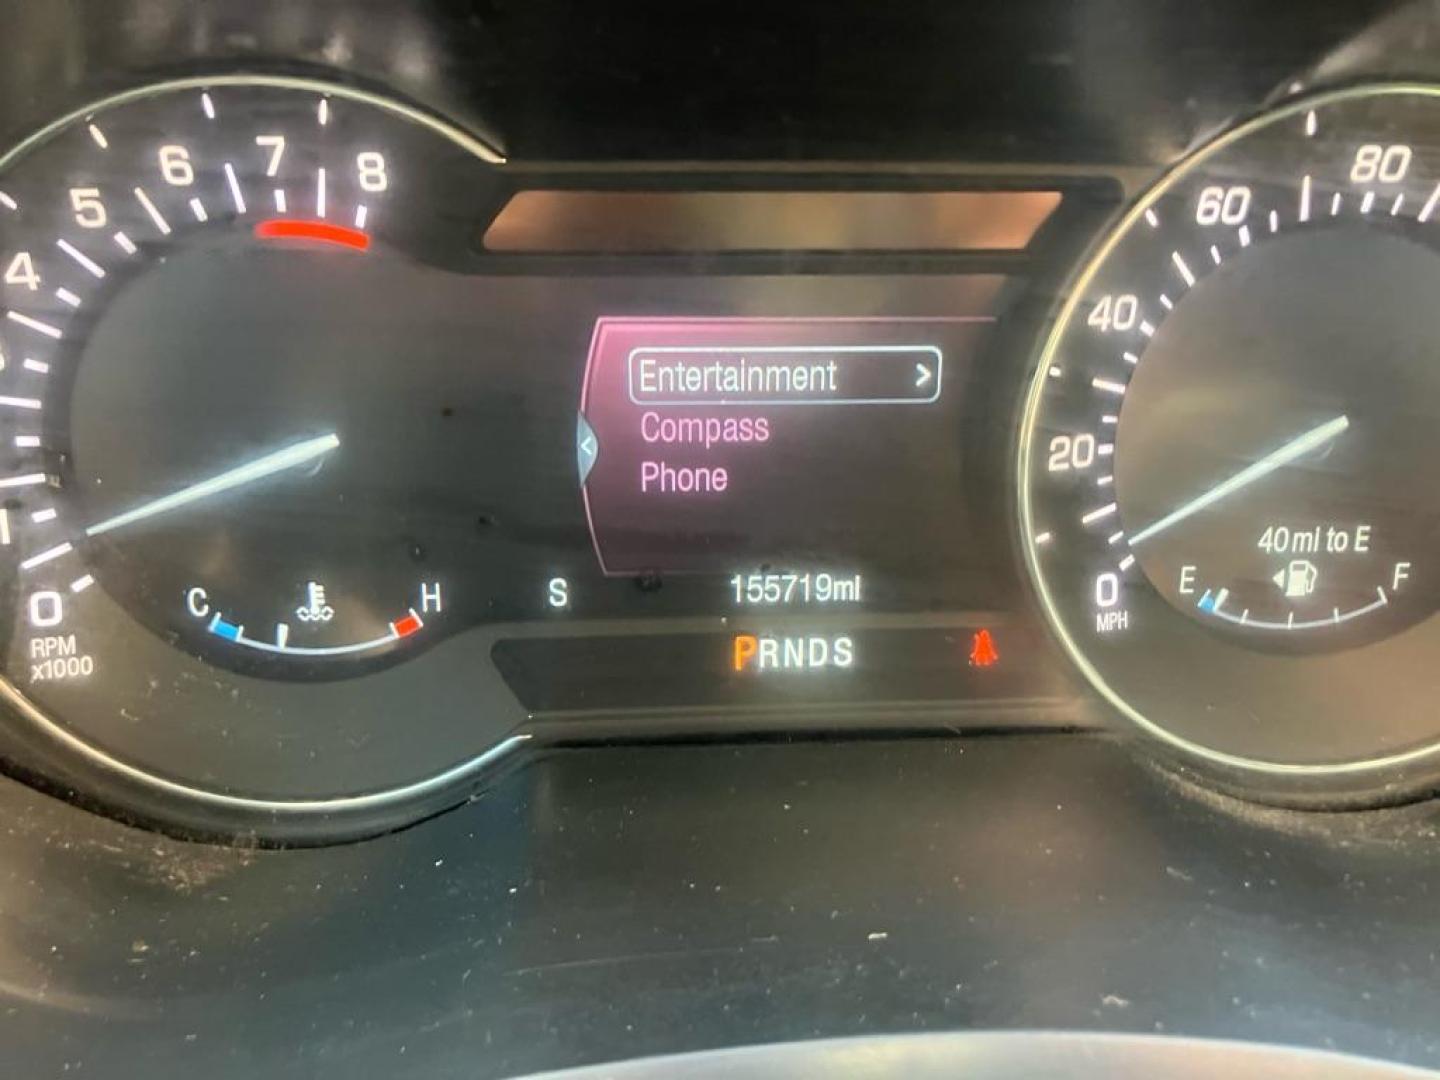 8
7
6
5
4
1
0
RPM
x1000
C
H
Entertainment >
Compass
Phone
S
155719mi
PRNDS
80
60
40
20
0
MPH
40 mi to E
E
F